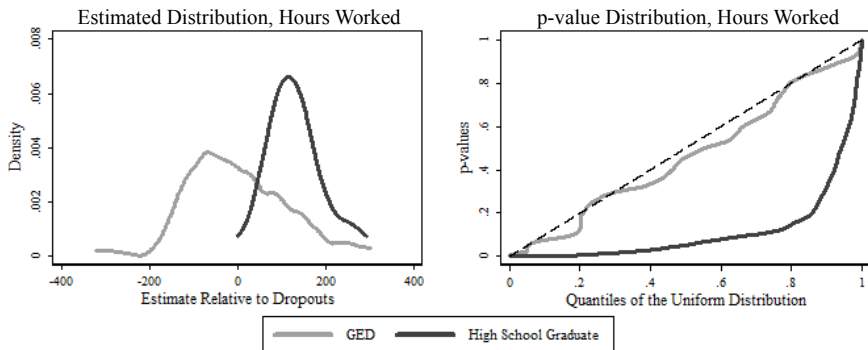 Estimated Distribution, Hours Worked
.008
.006
.004
.002
0
Density
-400
-200
0
200
400
Estimate Relative to Dropouts
p-value Distribution, Hours Worked
1
.8
.6
.4
.2
0
p-values
0
.2
.4
.6
.8
1
Quantiles of the Uniform Distribution
GED
High School Graduate